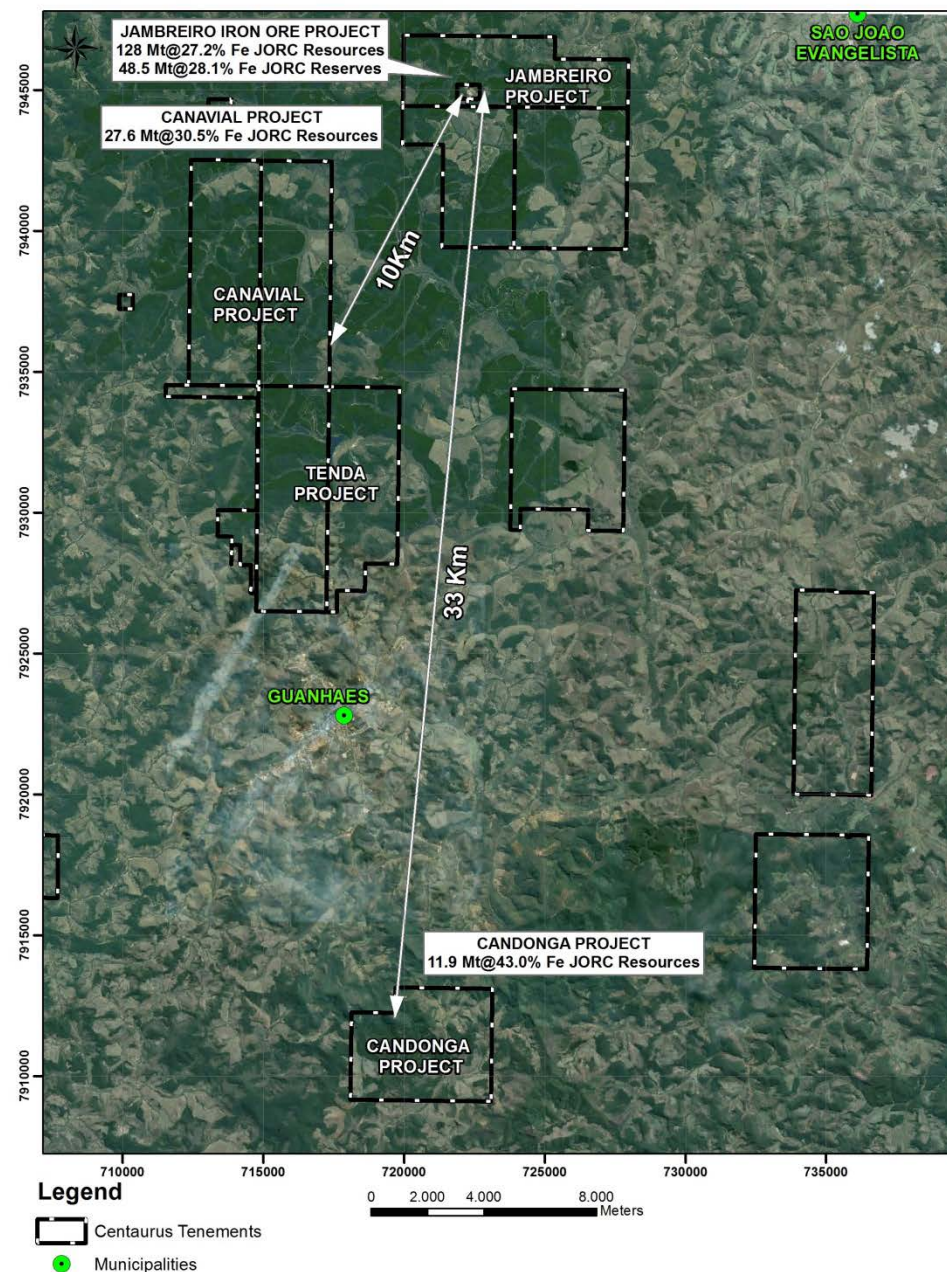 JAMBREIRO IRON ORE PROJECT
128 Mt@27.2% Fe JORC Resources
48.5 Mt@28.1% Fe JORC Reserves
SAO JOAO
EVANGELISTA
JAMBREIRO
PROJECT
CANAVIAL PROJECT
27.6 Mt@30.5% Fe JORC Resources
10Km
CANAVIAL
PROJECT
TENDA
PROJECT
33 Km
GUANHAES
CANDONGA PROJECT
11.9 Mt@43.0% Fe JORC Resources
CANDONGA
PROJECT
7945000
7940000
7935000
7930000
7925000
7920000
7915000
7910000
710000 715000 720000 725000 730000 735000
Legend
Centaurus Tenements
Municipalities
0 2.000 4.000 8.000
Meters